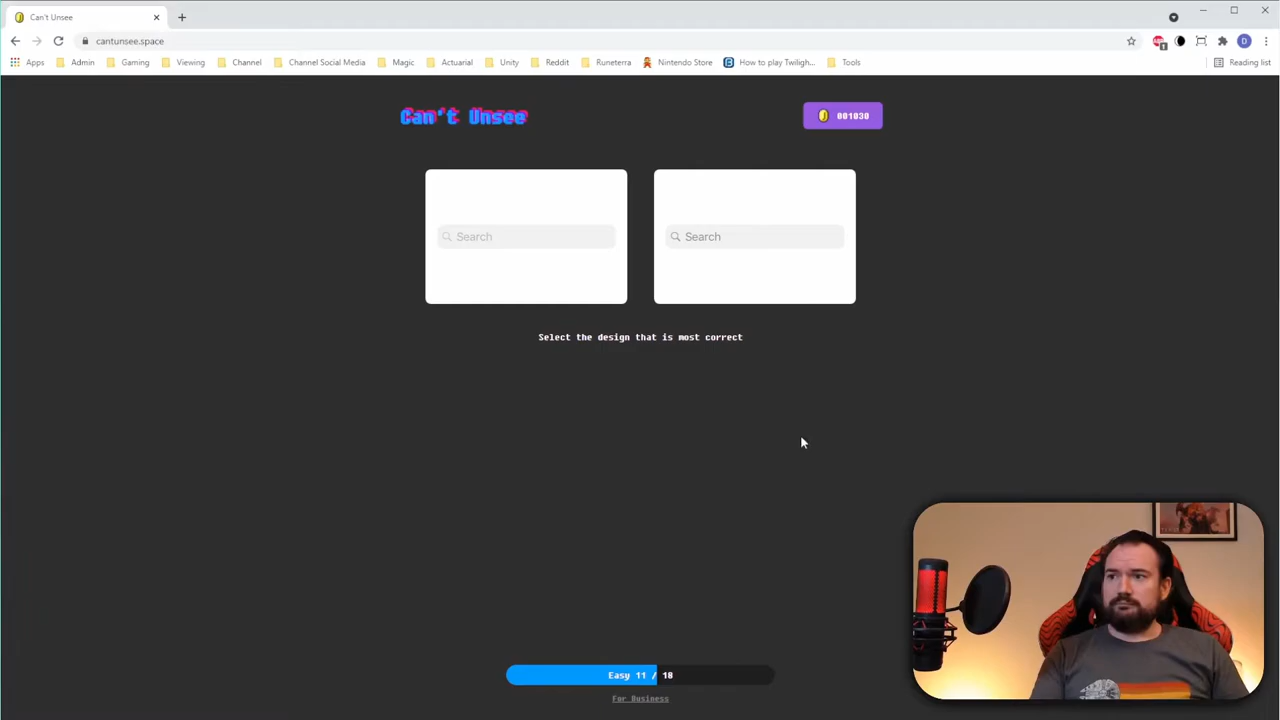 Can't Unsee
cantunsee.space
Apps Admin Gaming Viewing Channel Channel Social Media Magic Actuarial Unity Reddit Runeterra Nintendo Store How to play Twiligh... Tools Reading list
Can't Unsee
001030
Search
Search
Select the design that is most correct
Easy 11 / 18
For Business